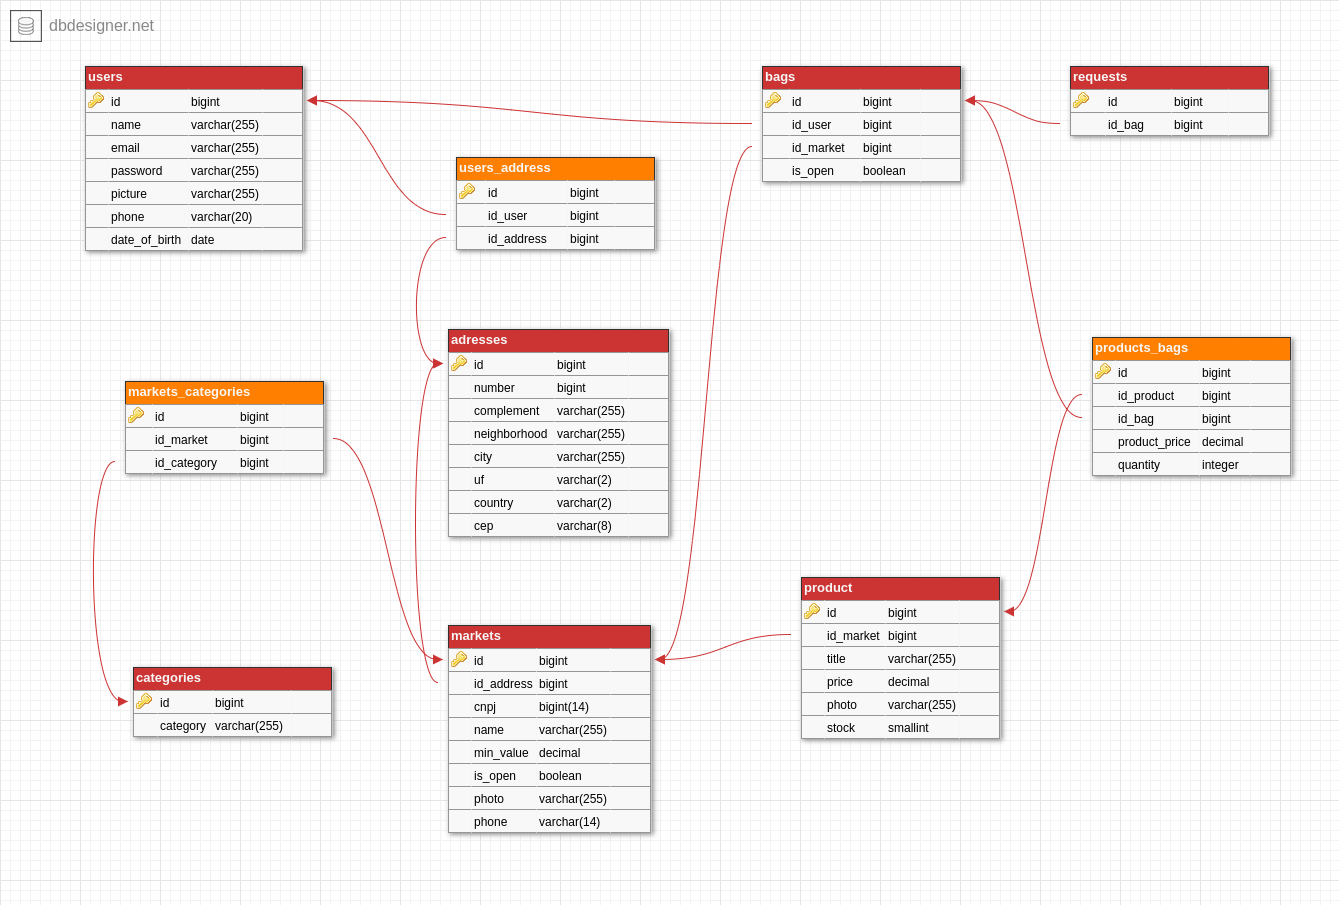 dbdesigner.net
users
id bigint
name varchar(255)
email varchar(255)
password varchar(255)
picture varchar(255)
phone varchar(20)
date_of_birth date
users_address
id bigint
id_user bigint
id_address bigint
bags
id bigint
id_user bigint
id_market bigint
is_open boolean
requests
id bigint
id_bag bigint
adresses
id bigint
number bigint
complement varchar(255)
neighborhood varchar(255)
city varchar(255)
uf varchar(2)
country varchar(2)
cep varchar(8)
products_bags
id bigint
id_product bigint
id_bag bigint
product_price decimal
quantity integer
markets_categories
id bigint
id_market bigint
id_category bigint
product
id bigint
id_market bigint
title varchar(255)
price decimal
photo varchar(255)
stock smallint
markets
id bigint
id_address bigint
cnpj bigint(14)
name varchar(255)
min_value decimal
is_open boolean
photo varchar(255)
phone varchar(14)
categories
id bigint
category varchar(255)